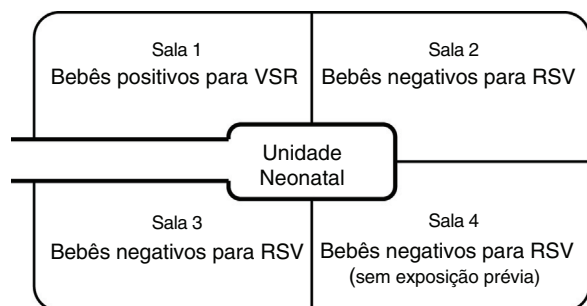 Sala 1
Bebês positivos para VSR
Sala 2
Bebês negativos para RSV
Unidade
Neonatal
Sala 3
Bebês negativos para RSV
Sala 4
Bebês negativos para RSV
(sem exposição prévia)